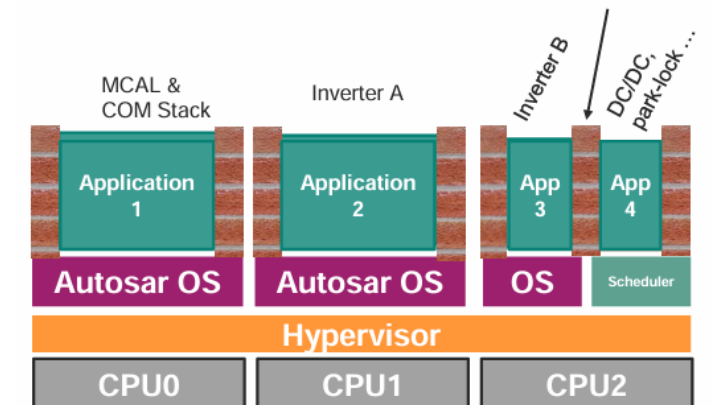 MCAL &
COM Stack
Inverter A
Inverter B
DC/DC,
park-lock ...
Application
1
Application
2
App
3
App
4
Autosar OS
Autosar OS
OS
Scheduler
Hypervisor
CPU0
CPU1
CPU2